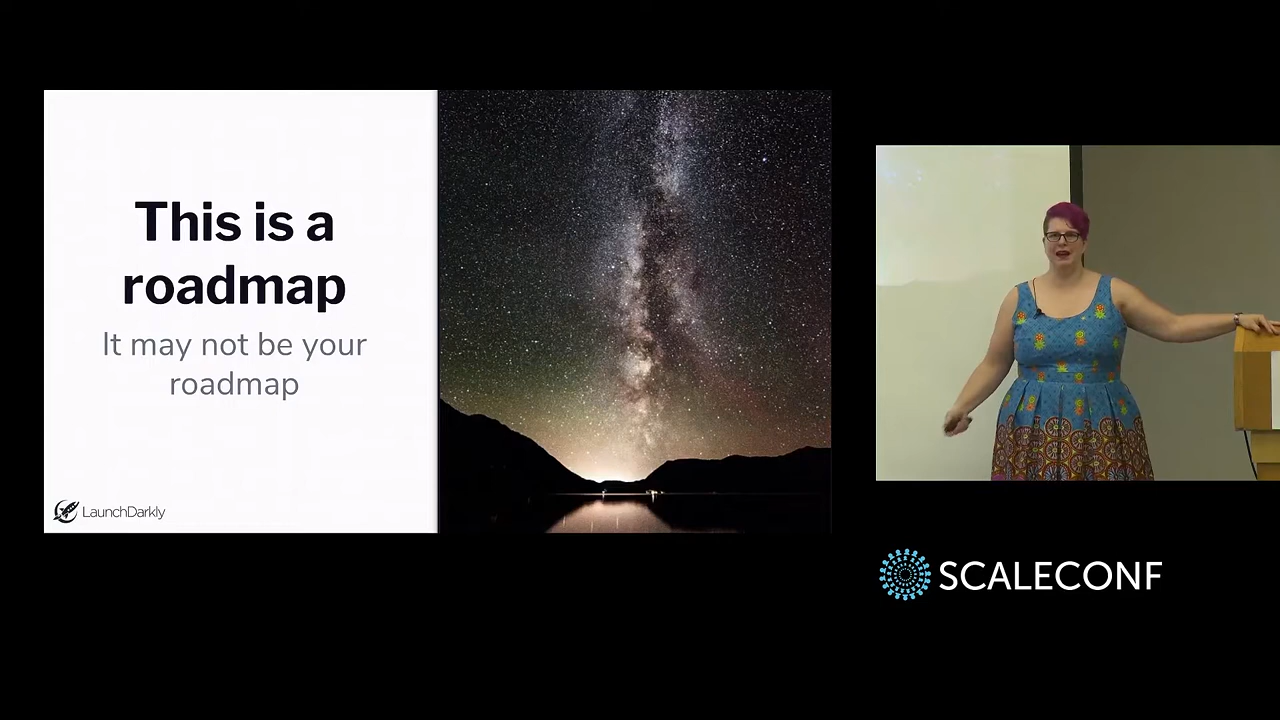 This is a
roadmap
It may not be your
roadmap
LaunchDarkly
SCALECONF